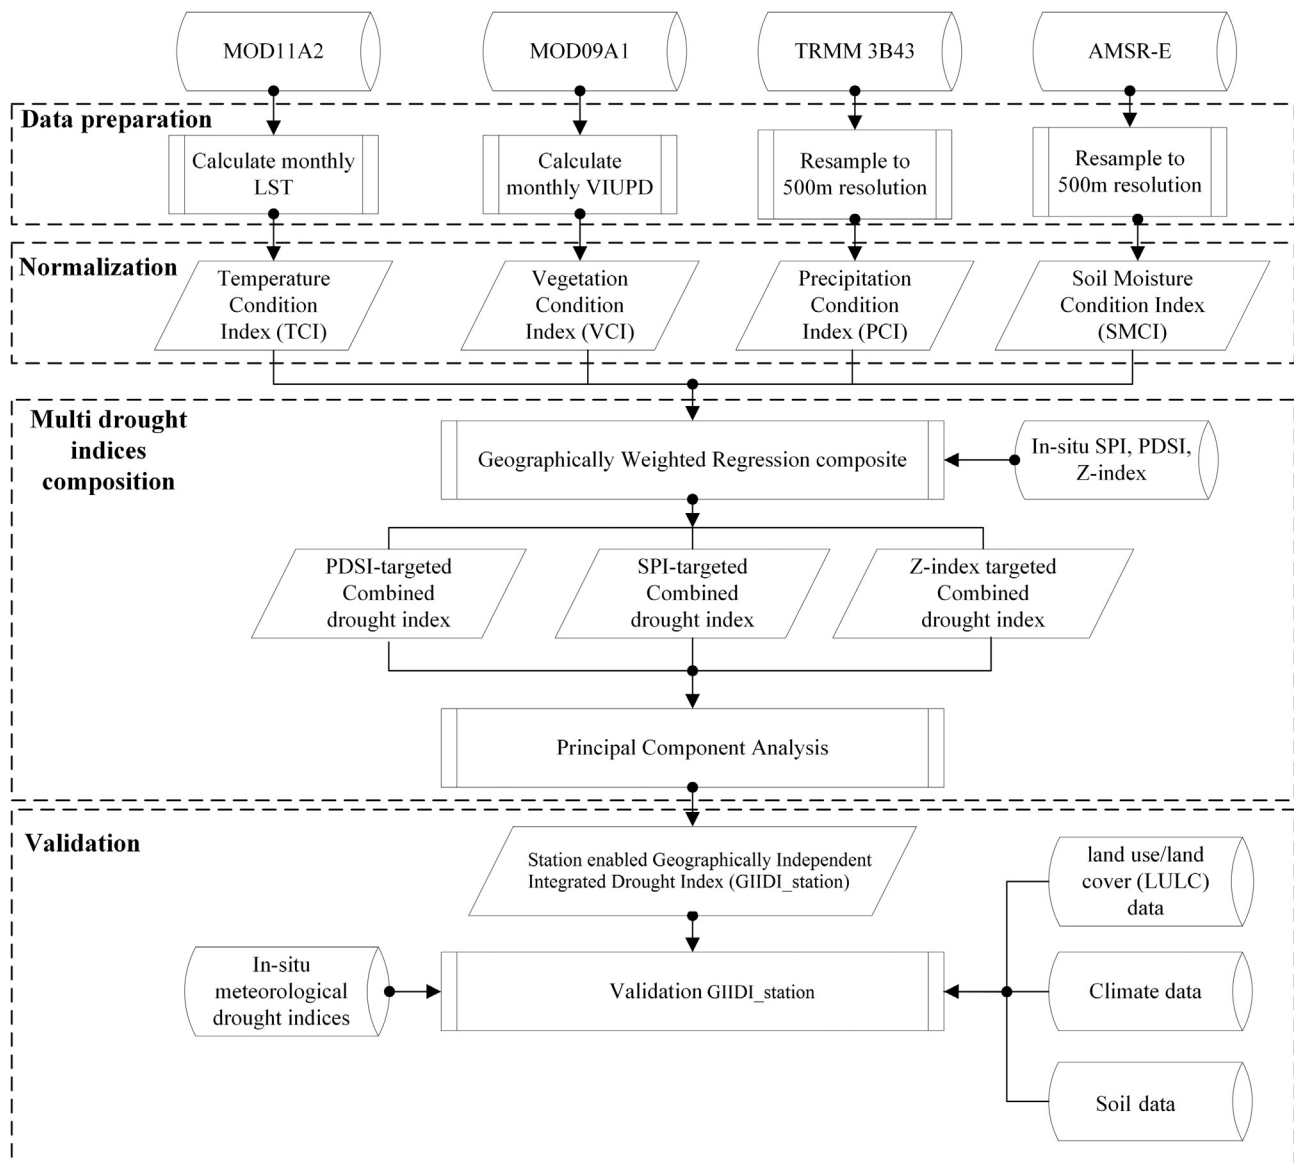 MOD11A2
MOD09A1
TRMM 3B43
AMSR-E
Data preparation
Calculate monthly
LST
Calculate
monthly VIUPD
Resample to
500m resolution
Resample to
500m resolution
Normalization
Temperature
Condition
Index (TCI)
Vegetation
Condition
Index (VCI)
Precipitation
Condition
Index (PCI)
Soil Moisture
Condition Index
(SMCI)
Multi drought
indices
composition
Geographically Weighted Regression composite
In-situ SPI, PDSI,
Z-index
PDSI-targeted
Combined
drought index
SPI-targeted
Combined
drought index
Z-index targeted
Combined
drought index
Principal Component Analysis
Validation
Station enabled Geographically Independent
Integrated Drought Index (GIIDI_station)
land use/land
cover (LULC)
data
In-situ
meteorological
drought indices
Validation GIIDI_station
Climate data
Soil data